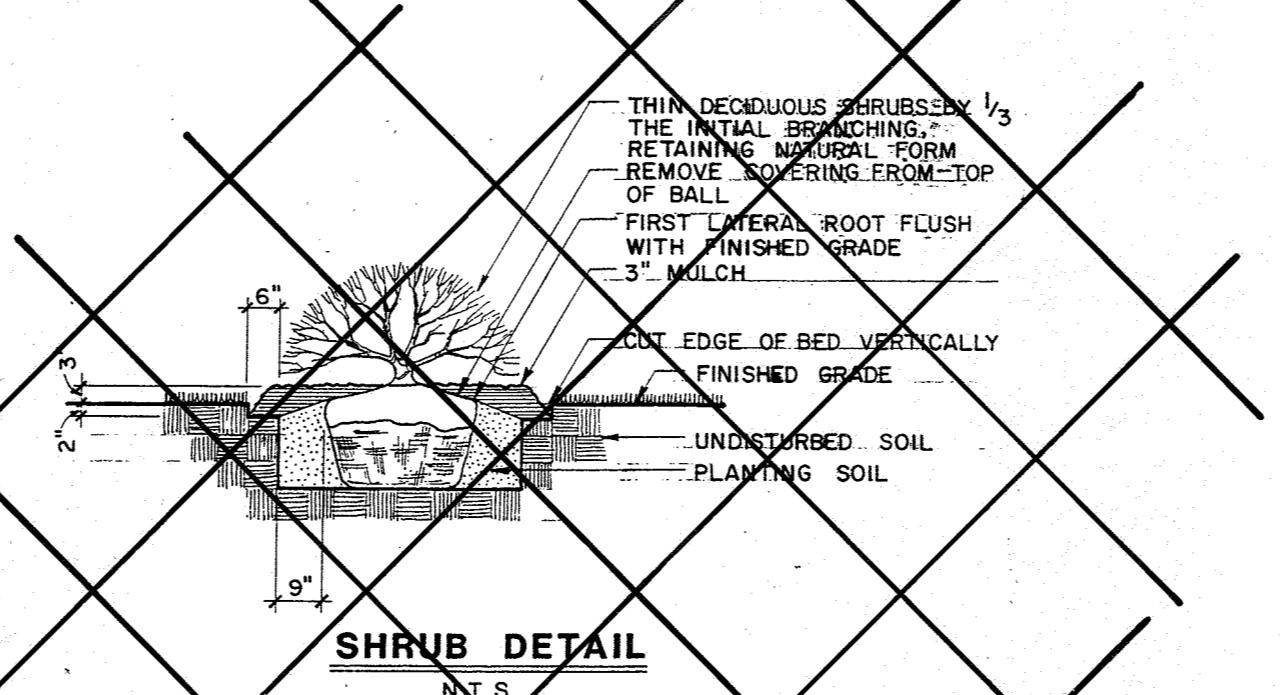 THIN DECIDUOUS SHRUBS BY 1/3
THE INITIAL BRANCHING,
RETAINING NATURAL FORM
REMOVE COVERING FROM TOP
OF BALL
FIRST LATERAL ROOT FLUSH
WITH FINISHED GRADE
3" MULCH
6"
CUT EDGE OF BED VERTICALLY
3"
FINISHED GRADE
2"
UNDISTURBED SOIL
PLANTING SOIL
9"
SHRUB DETAIL
N.T.S.